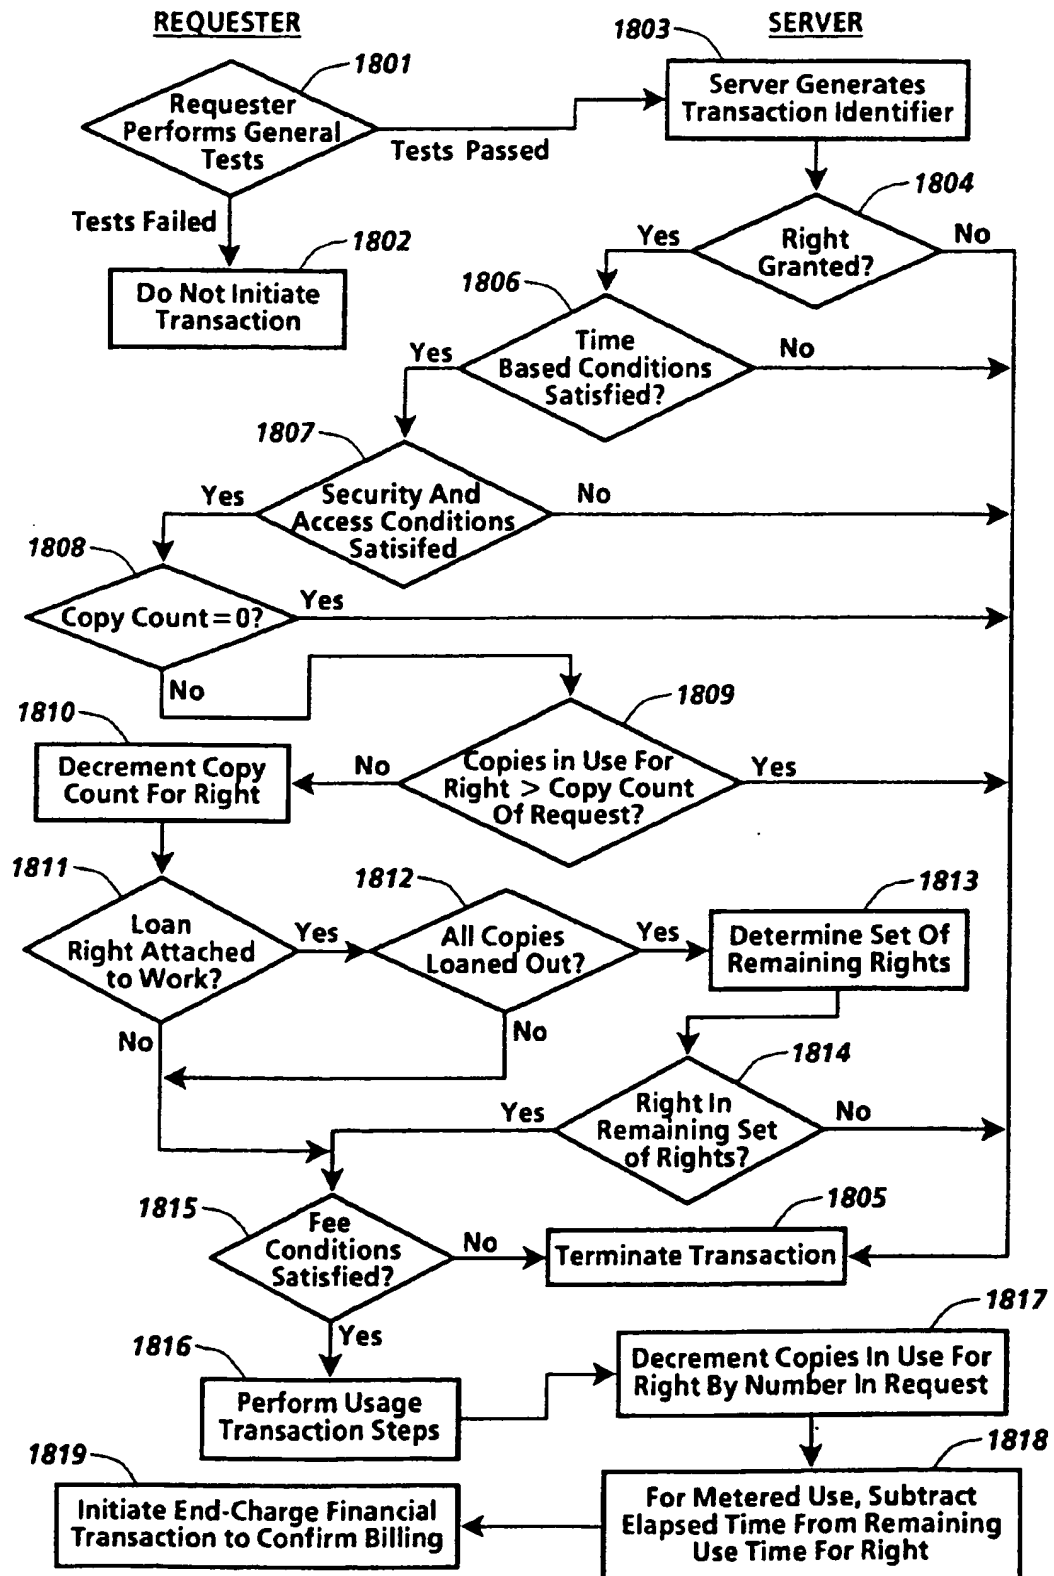 REQUESTER
SERVER
1801
1803
Requester
Performs General
Tests
Tests Passed
Server Generates
Transaction Identifier
Tests Failed
1802
Do Not Initiate
Transaction
1804
Yes
Right
Granted?
No
1806
Yes
Time
Based Conditions
Satisfied?
No
1807
Yes
Security And
Access Conditions
Satisifed
No
1808
Copy Count = 0?
Yes
No
1809
1810
Decrement Copy
Count For Right
No
Copies in Use For
Right > Copy Count
Of Request?
Yes
1811
Loan
Right Attached
to Work?
Yes
No
1812
All Copies
Loaned Out?
Yes
No
1813
Determine Set Of
Remaining Rights
1814
Yes
Right In
Remaining Set
of Rights?
No
1815
Fee
Conditions
Satisfied?
No
Yes
1805
Terminate Transaction
1816
Perform Usage
Transaction Steps
1817
Decrement Copies In Use For
Right By Number In Request
1818
For Metered Use, Subtract
Elapsed Time From Remaining
Use Time For Right
1819
Initiate End-Charge Financial
Transaction to Confirm Billing